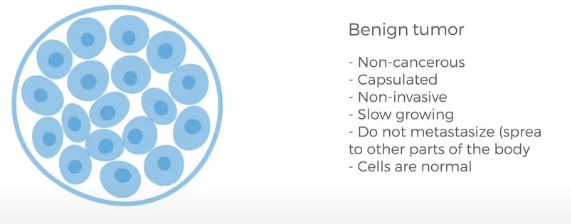 Benign tumor
- Non-cancerous
- Capsulated
- Non-invasive
- Slow growing
- Do not metastasize (sprea
to other parts of the body
- Cells are normal